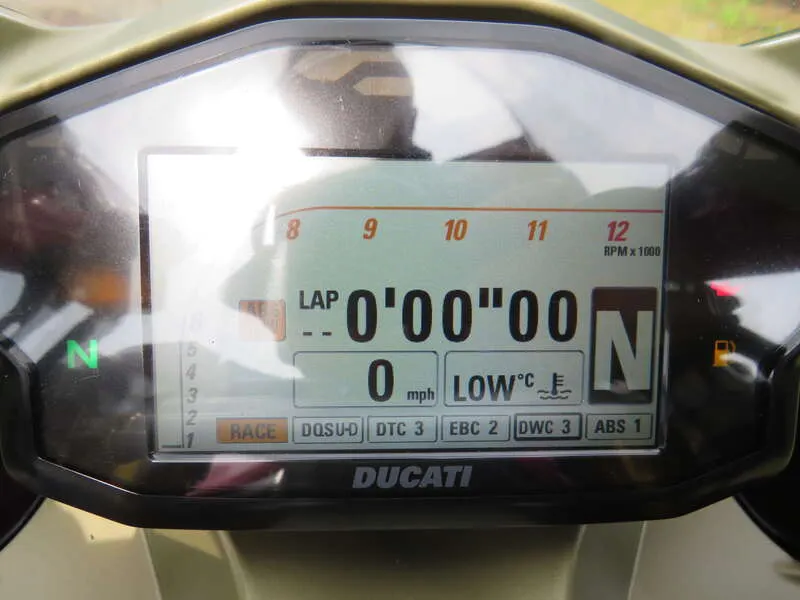 8 9 10 11 12
RPM x 1000
LAP 0'00"00
--
N
N
5
4
3
2
1
0 mph
LOW °C
RACE DQSU-D DTC 3 EBC 2 DWC 3 ABS 1
DUCATI